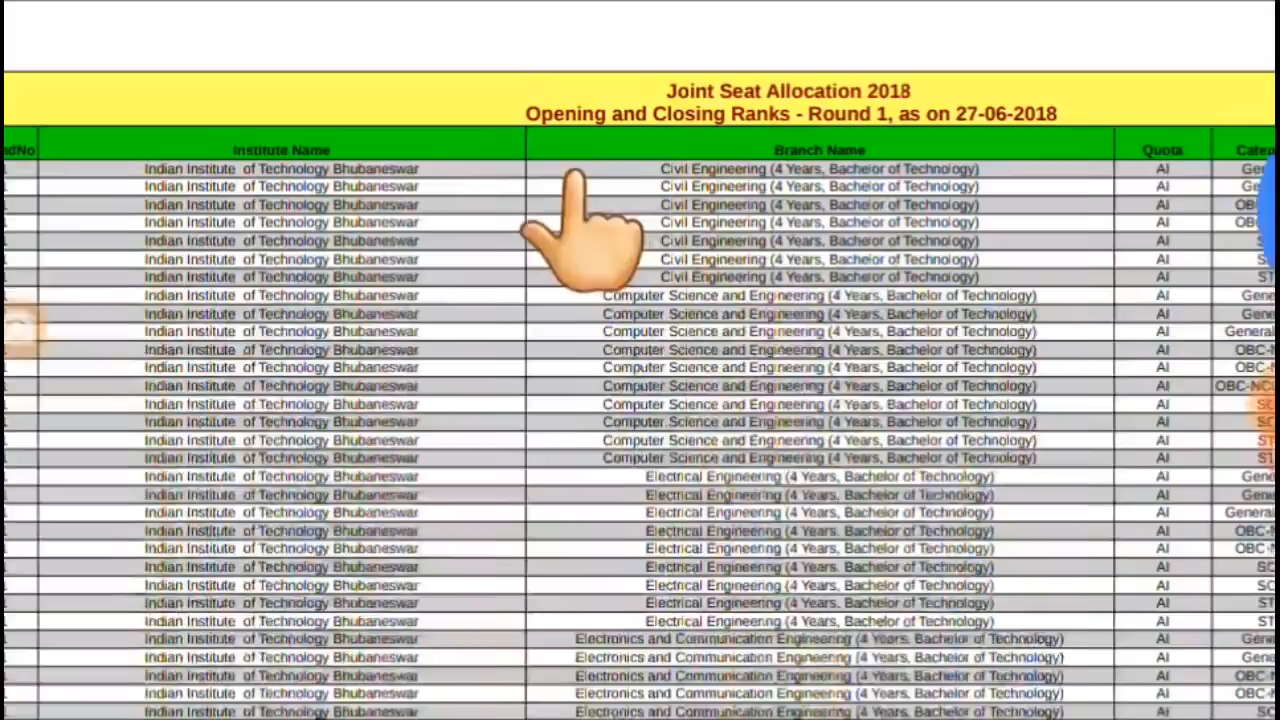 Joint Seat Allocation 2018
Opening and Closing Ranks - Round 1, as on 27-06-2018
Institute Name Branch Name Quota
Indian Institute of Technology Bhubaneswar Civil Engineering (4 Years, Bachelor of Technology) AI
Indian Institute of Technology Bhubaneswar Civil Engineering (4 Years, Bachelor of Technology) AI
Indian Institute of Technology Bhubaneswar Civil Engineering (4 Years, Bachelor of Technology) AI
Indian Institute of Technology Bhubaneswar Civil Engineering (4 Years, Bachelor of Technology) AI
Indian Institute of Technology Bhubaneswar Civil Engineering (4 Years, Bachelor of Technology) AI
Indian Institute of Technology Bhubaneswar Civil Engineering (4 Years, Bachelor of Technology) AI
Indian Institute of Technology Bhubaneswar Civil Engineering (4 Years, Bachelor of Technology) AI ST
Indian Institute of Technology Bhubaneswar Computer Science and Engineering (4 Years, Bachelor of Technology) AI
Indian Institute of Technology Bhubaneswar Computer Science and Engineering (4 Years, Bachelor of Technology) AI
Indian Institute of Technology Bhubaneswar Computer Science and Engineering (4 Years, Bachelor of Technology) AI General
Indian Institute of Technology Bhubaneswar Computer Science and Engineering (4 Years, Bachelor of Technology) AI
Indian Institute of Technology Bhubaneswar Computer Science and Engineering (4 Years, Bachelor of Technology) AI
Indian Institute of Technology Bhubaneswar Computer Science and Engineering (4 Years, Bachelor of Technology) AI
Indian Institute of Technology Bhubaneswar Computer Science and Engineering (4 Years, Bachelor of Technology) AI
Indian Institute of Technology Bhubaneswar Computer Science and Engineering (4 Years, Bachelor of Technology) AI
Indian Institute of Technology Bhubaneswar Computer Science and Engineering (4 Years, Bachelor of Technology) AI
Indian Institute of Technology Bhubaneswar Computer Science and Engineering (4 Years, Bachelor of Technology) AI
Indian Institute of Technology Bhubaneswar Electrical Engineering (4 Years, Bachelor of Technology) AI
Indian Institute of Technology Bhubaneswar Electrical Engineering (4 Years, Bachelor of Technology) AI
Indian Institute of Technology Bhubaneswar Electrical Engineering (4 Years, Bachelor of Technology) AI General
Indian Institute of Technology Bhubaneswar Electrical Engineering (4 Years, Bachelor of Technology) AI
Indian Institute of Technology Bhubaneswar Electrical Engineering (4 Years, Bachelor of Technology) AI
Indian Institute of Technology Bhubaneswar Electrical Engineering (4 Years, Bachelor of Technology) AI SC
Indian Institute of Technology Bhubaneswar Electrical Engineering (4 Years, Bachelor of Technology) AI SC
Indian Institute of Technology Bhubaneswar Electrical Engineering (4 Years, Bachelor of Technology) AI ST
Indian Institute of Technology Bhubaneswar Electrical Engineering (4 Years, Bachelor of Technology) AI ST
Indian Institute of Technology Bhubaneswar Electronics and Communication Engineering (4 Years, Bachelor of Technology) AI
Indian Institute of Technology Bhubaneswar Electronics and Communication Engineering (4 Years, Bachelor of Technology) AI
Indian Institute of Technology Bhubaneswar Electronics and Communication Engineering (4 Years, Bachelor of Technology) AI
Indian Institute of Technology Bhubaneswar Electronics and Communication Engineering (4 Years, Bachelor of Technology) AI
Indian Institute of Technology Bhubaneswar Electronics and Communication Engineering (4 Years, Bachelor of Technology) AI SC